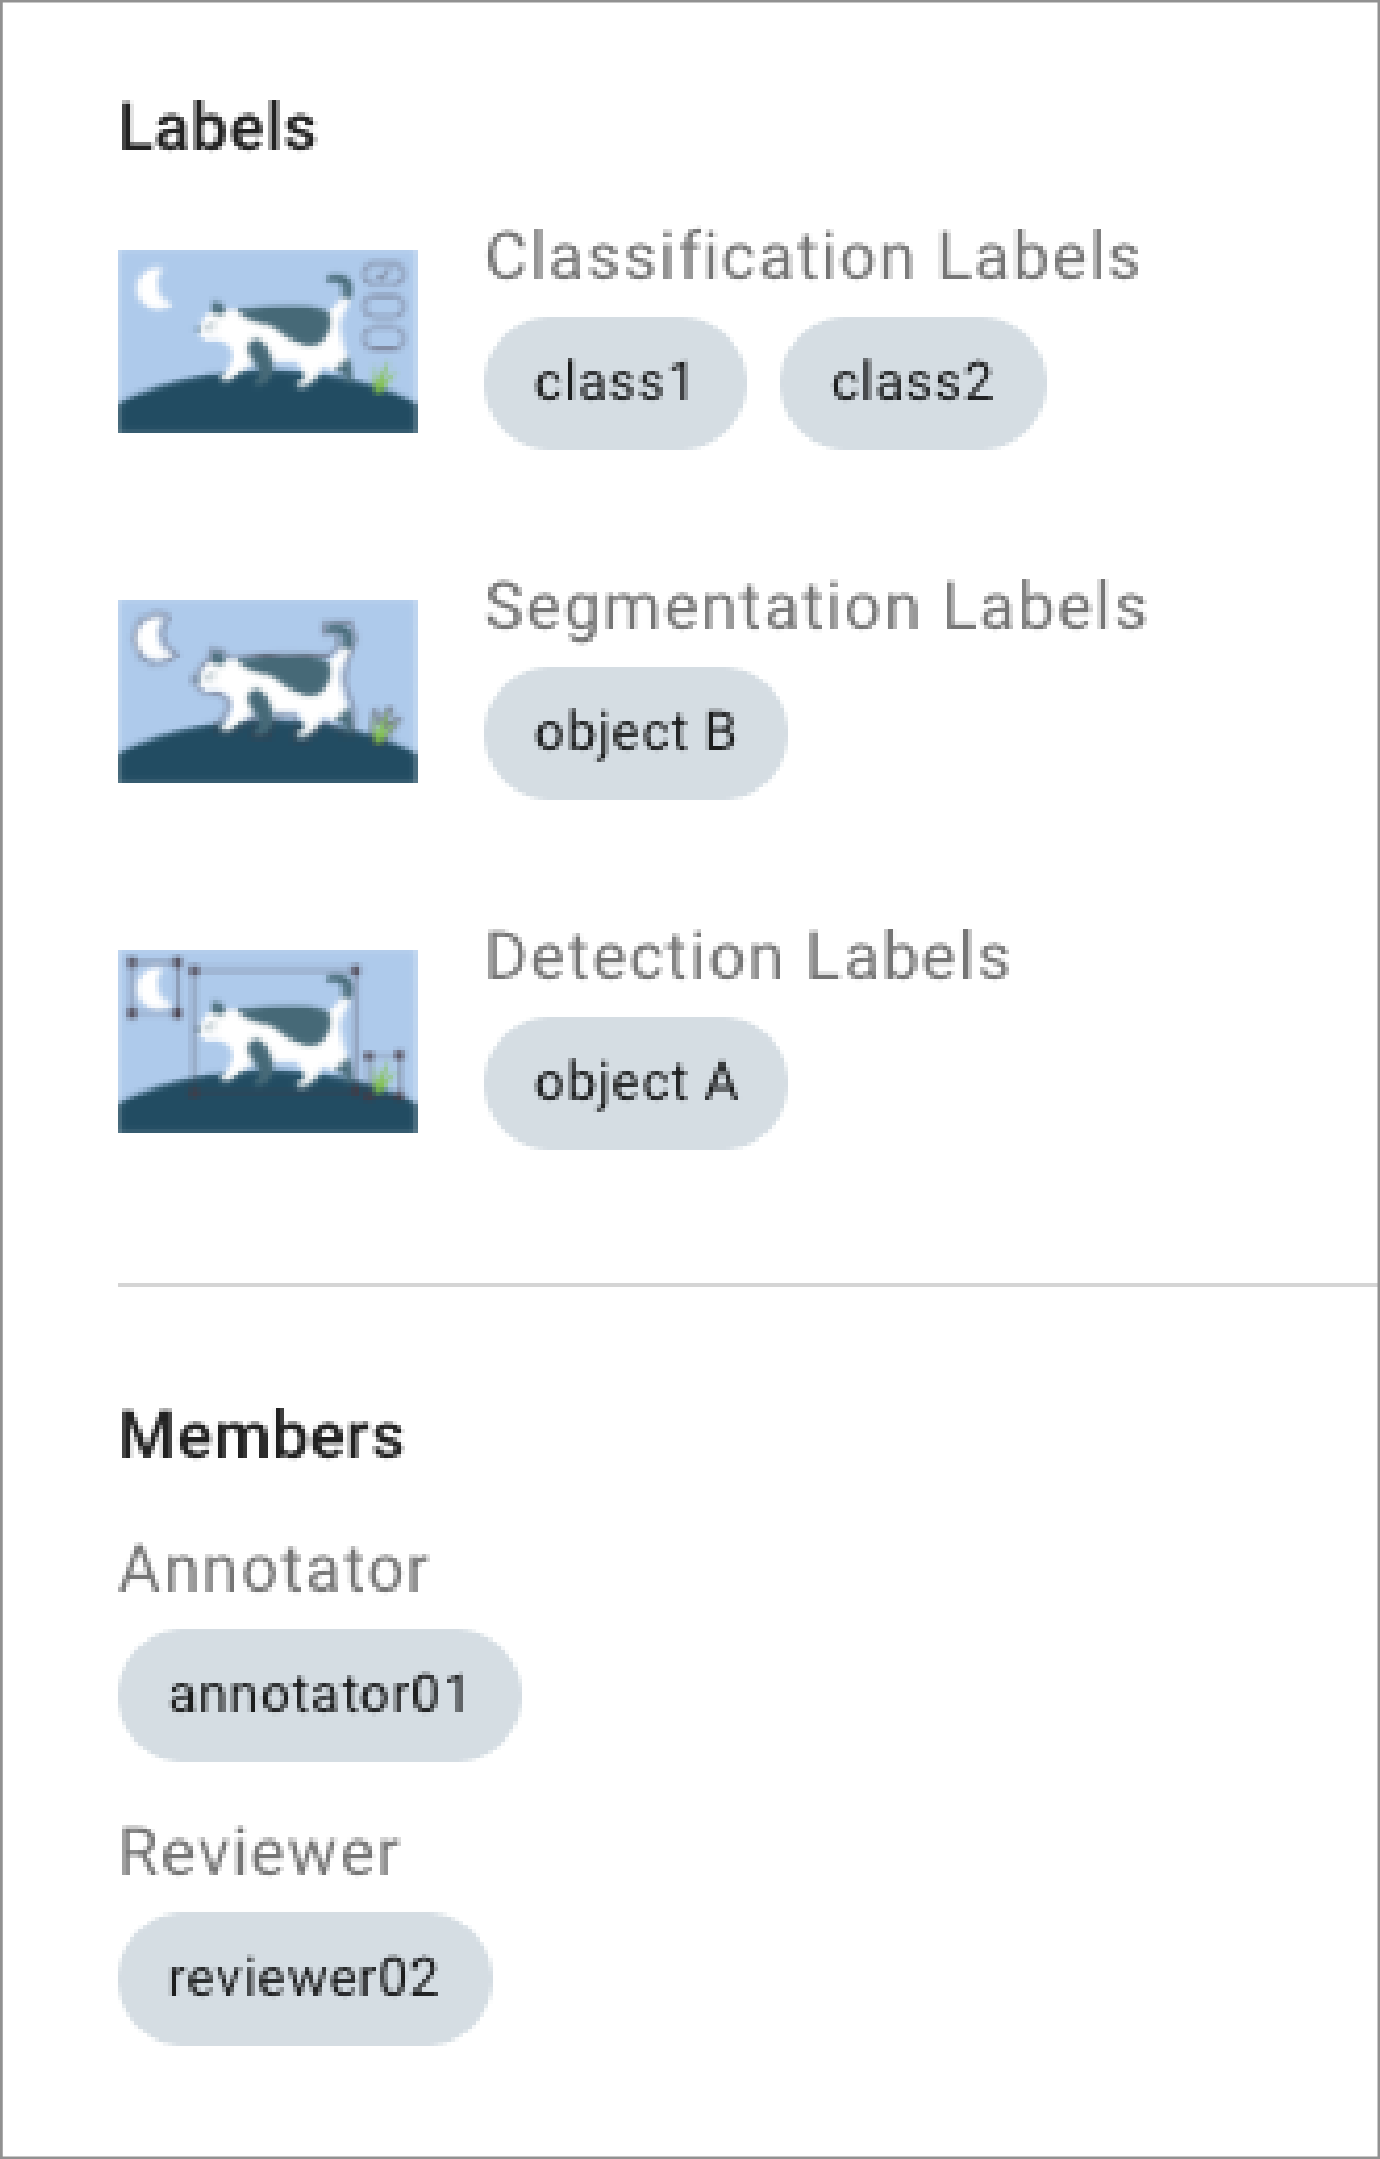 Labels
Classification Labels
class1 class2
Segmentation Labels
object B
Detection Labels
object A
Members
Annotator
annotator01
Reviewer
reviewer02